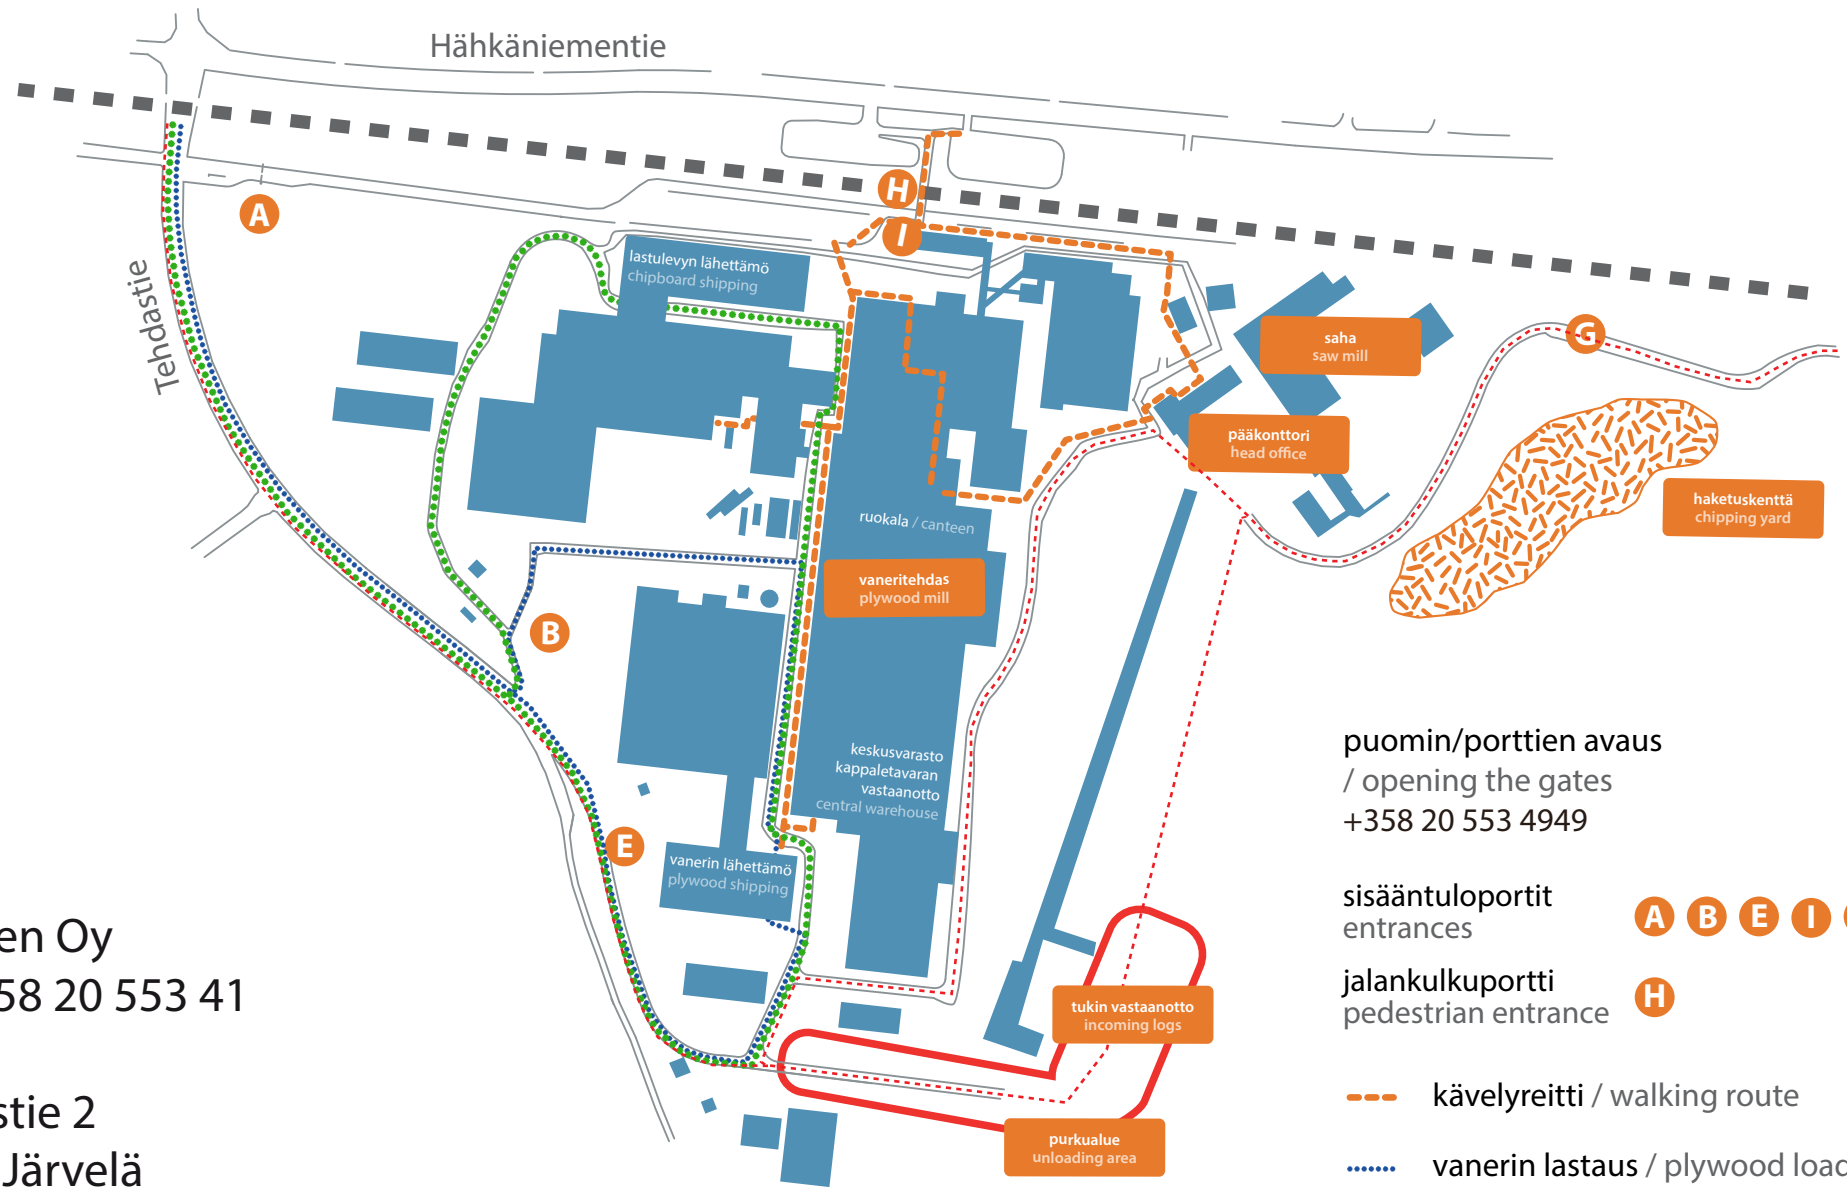 Hähkäniementie
H
A
I
Tehdastie
lastulevyn lähettämö
chipboard shipping
saha
saw mill
G
pääkonttori
head office
haketuskenttä
chipping yard
ruokala / canteen
vaneritehdas
plywood mill
B
keskusvarasto
kappaletavaran
vastaanotto
central warehouse
E
vanerin lähettämö
plywood shipping
tukin vastaanotto
incoming logs
purkualue
unloading area
en Oy
58 20 553 41
stie 2
Järvelä
puomin/porttien avaus
/ opening the gates
+358 20 553 4949
sisääntuloportit
entrances
A B E I
jalankulkuportti
pedestrian entrance
H
kävelyreitti / walking route
vanerin lastaus / plywood load